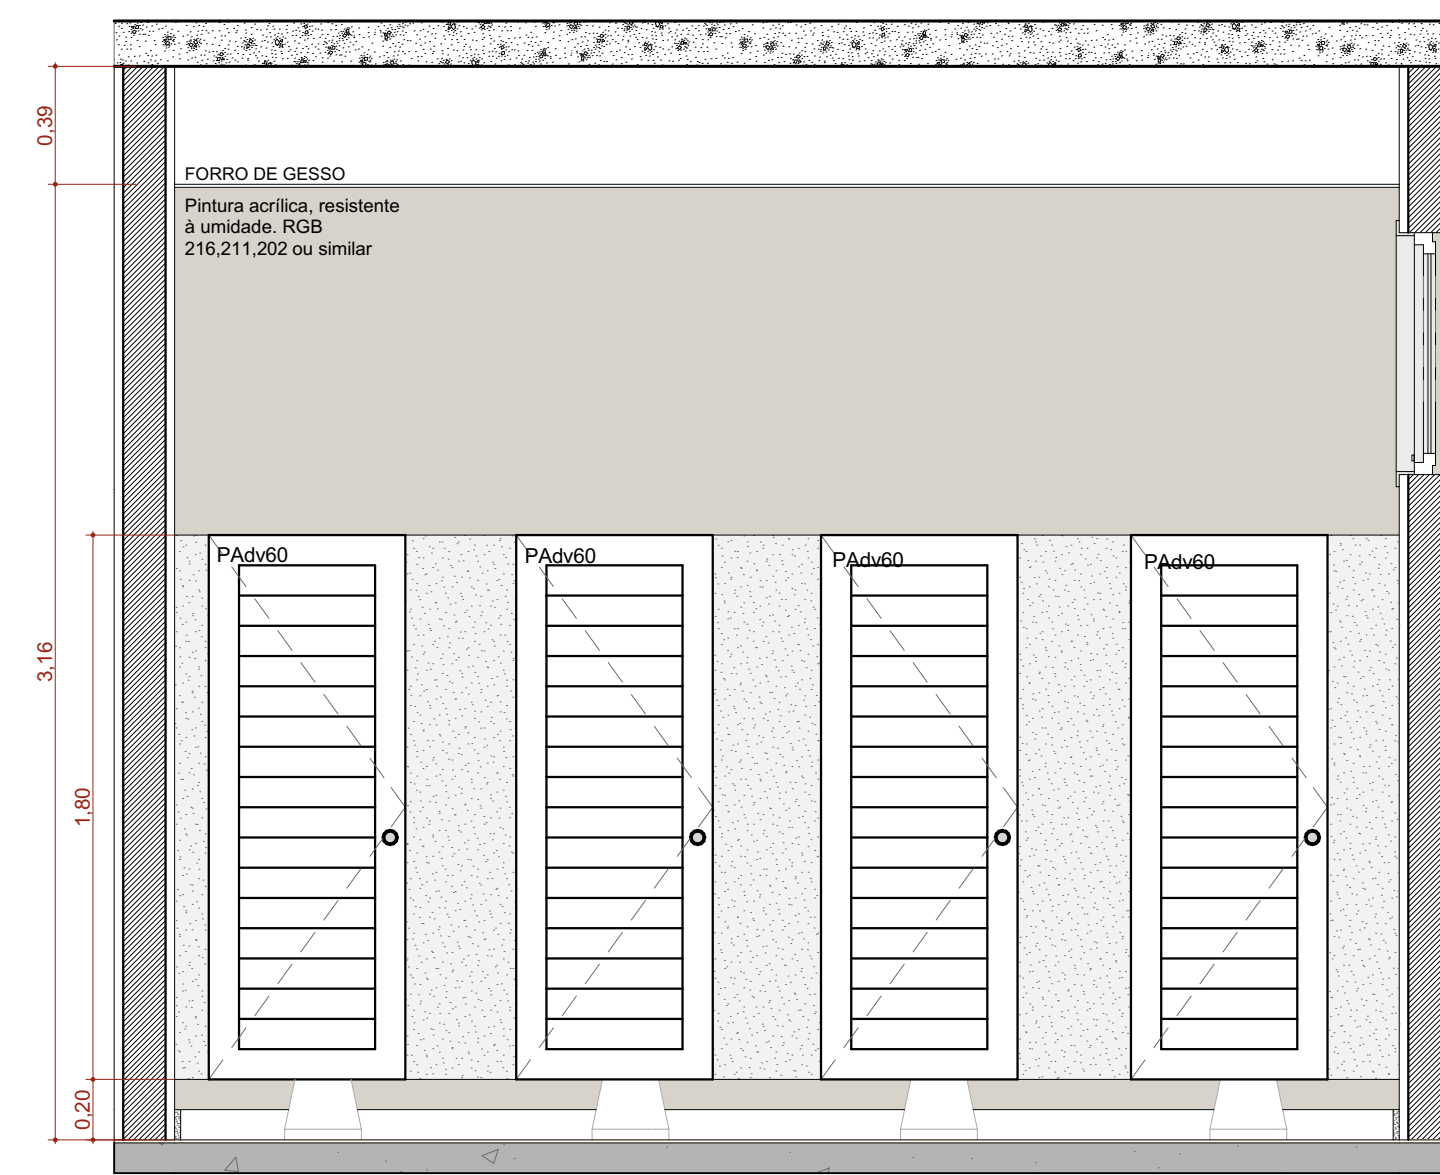 0,39
FORRO DE GESSO
Pintura acrílica, resistente
à umidade. RGB
216,211,202 ou similar
3,16
PAdv60
PAdv60
PAdv60
PAdv60
1,80
0,20